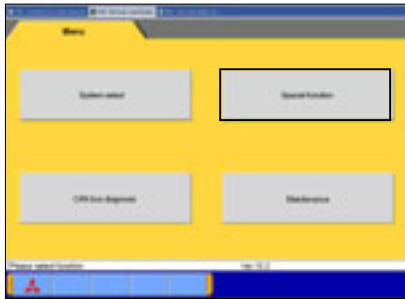 Menu
System select
Special function
CAN bus diagnosis
Maintenance
Please select function